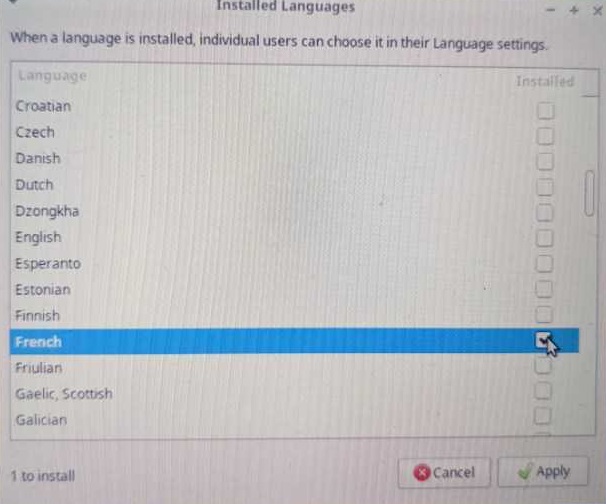 Installed Languages
When a language is installed, individual users can choose it in their Language settings.
Language Installed
Croatian
Czech
Danish
Dutch
Dzongkha
English
Esperanto
Estonian
Finnish
French
Friulian
Gaelic, Scottish
Galician
1 to install Cancel Apply